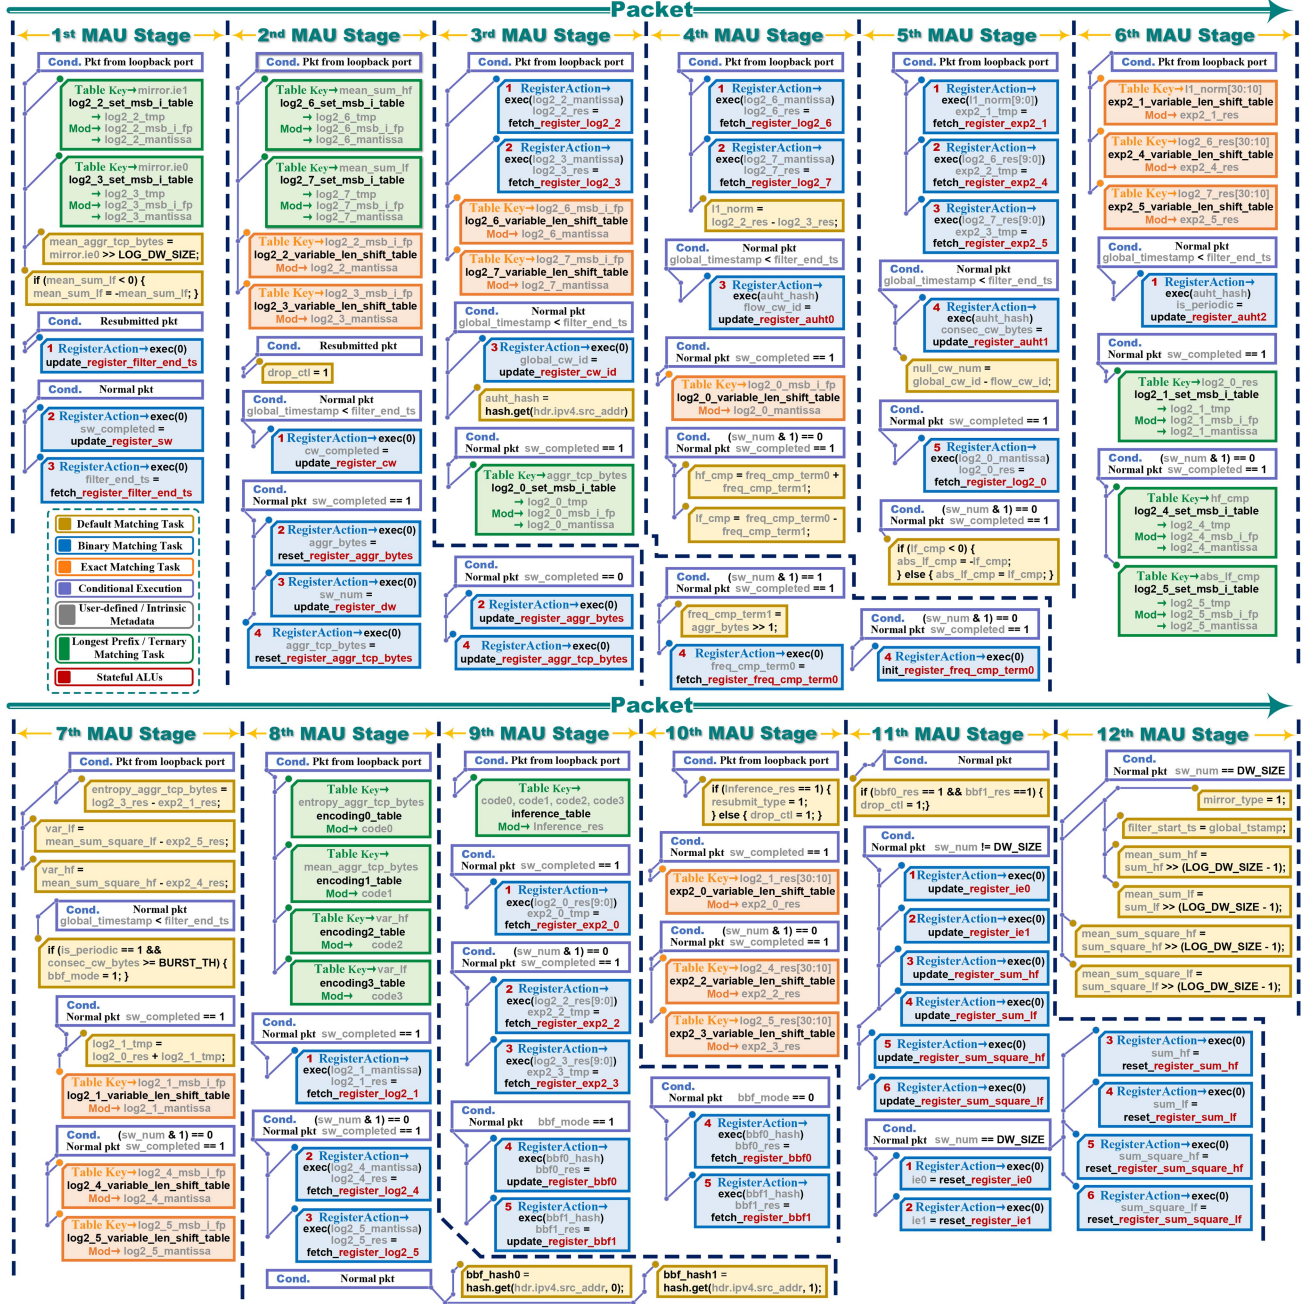 Packet
1st MAU Stage
Cond. Pkt from loopback port
Table Key→mirror.ie1
log2_2_set_msb_i_table
→ log2_2_tmp
Mod→ log2_2_msb_i_fp
→ log2_2_mantissa
Table Key→mirror.ie0
log2_3_set_msb_i_table
→ log2_3_tmp
Mod→ log2_3_msb_i_fp
→ log2_3_mantissa
mean_aggr_tcp_bytes =
mirror.ie0 >> LOG_DW_SIZE;
if (mean_sum_lf < 0) {
mean_sum_lf = -mean_sum_lf; }
Cond. Resubmitted pkt
1 RegisterAction→exec(0)
update_register_filter_end_ts
Cond. Normal pkt
2 RegisterAction→exec(0)
sw_completed =
update_register_sw
3 RegisterAction→exec(0)
filter_end_ts =
fetch_register_filter_end_ts
Default Matching Task
Binary Matching Task
Exact Matching Task
Conditional Execution
User-defined / Intrinsic
Metadata
Longest Prefix / Ternary
Matching Task
Stateful ALUs
2nd MAU Stage
Cond. Pkt from loopback port
Table Key→mean_sum_hf
log2_6_set_msb_i_table
→ log2_6_tmp
Mod→ log2_6_msb_i_fp
→ log2_6_mantissa
Table Key→mean_sum_lf
log2_7_set_msb_i_table
→ log2_7_tmp
Mod→ log2_7_msb_i_fp
→ log2_7_mantissa
Table Key→log2_2_msb_i_fp
log2_2_variable_len_shift_table
Mod→log2_2_mantissa
Table Key→log2_3_msb_i_fp
log2_3_variable_len_shift_table
Mod→log2_3_mantissa
Cond. Resubmitted pkt
drop_ctl = 1
Cond. Normal pkt
global_timestamp < filter_end_ts
1 RegisterAction→exec(0)
cw_completed =
update_register_cw
Cond.
Normal pkt sw_completed == 1
2 RegisterAction→exec(0)
aggr_bytes =
reset_register_aggr_bytes
3 RegisterAction→exec(0)
sw_num =
update_register_dw
4 RegisterAction→exec(0)
aggr_tcp_bytes =
reset_register_aggr_tcp_bytes
3rd MAU Stage
Cond. Pkt from loopback port
1 RegisterAction→
exec(log2_2_mantissa)
log2_2_res =
fetch_register_log2_2
2 RegisterAction→
exec(log2_3_mantissa)
log2_3_res =
fetch_register_log2_3
Table Key→log2_6_msb_i_fp
log2_6_variable_len_shift_table
Mod→log2_6_mantissa
Table Key→log2_7_msb_i_fp
log2_7_variable_len_shift_table
Mod→log2_7_mantissa
Cond. Normal pkt
global_timestamp < filter_end_ts
3 RegisterAction→exec(0)
global_cw_id =
update_register_cw_id
auht_hash =
hash.get(hdr.ipv4.src_addr)
Cond.
Normal pkt sw_completed == 1
Table Key→aggr_tcp_bytes
log2_0_set_msb_i_table
→ log2_0_tmp
Mod→ log2_0_msb_i_fp
→ log2_0_mantissa
Cond.
Normal pkt sw_completed == 0
2 RegisterAction→exec(0)
update_register_aggr_bytes
4 RegisterAction→exec(0)
update_register_aggr_tcp_bytes
4th MAU Stage
Cond. Pkt from loopback port
1 RegisterAction→
exec(log2_6_mantissa)
log2_6_res =
fetch_register_log2_6
2 RegisterAction→
exec(log2_7_mantissa)
log2_7_res =
fetch_register_log2_7
l1_norm =
log2_2_res - log2_3_res;
Cond. Normal pkt
global_timestamp < filter_end_ts
3 RegisterAction→
exec(auht_hash)
flow_cw_id =
update_register_auht0
Cond.
Normal pkt sw_completed == 1
Table Key→log2_0_msb_i_fp
log2_0_variable_len_shift_table
Mod→ log2_0_mantissa
Cond. (sw_num & 1) == 0
Normal pkt sw_completed == 1
hf_cmp = freq_cmp_term0 +
freq_cmp_term1;
lf_cmp = freq_cmp_term0 -
freq_cmp_term1;
Cond. (sw_num & 1) == 1
Normal pkt sw_completed == 1
freq_cmp_term1 =
aggr_bytes >> 1;
4 RegisterAction→exec(0)
freq_cmp_term0 =
fetch_register_freq_cmp_term0
5th MAU Stage
Cond. Pkt from loopback port
1 RegisterAction→
exec(l1_norm[9:0])
exp2_1_tmp =
fetch_register_exp2_1
2 RegisterAction→
exec(log2_6_res[9:0])
exp2_2_tmp =
fetch_register_exp2_4
3 RegisterAction→
exec(log2_7_res[9:0])
exp2_3_tmp =
fetch_register_exp2_5
Cond. Normal pkt
global_timestamp < filter_end_ts
4 RegisterAction→
exec(auht_hash)
consec_cw_bytes =
update_register_auht1
null_cw_num =
global_cw_id - flow_cw_id;
Cond.
Normal pkt sw_completed == 1
5 RegisterAction→
exec(log2_0_mantissa)
log2_0_res =
fetch_register_log2_0
Cond. (sw_num & 1) == 0
Normal pkt sw_completed == 1
if (lf_cmp < 0) {
abs_lf_cmp = -lf_cmp;
} else { abs_lf_cmp = lf_cmp; }
Cond. (sw_num & 1) == 0
Normal pkt sw_completed == 1
4 RegisterAction→exec(0)
init_register_freq_cmp_term0
6th MAU Stage
Cond. Pkt from loopback port
Table Key→l1_norm[30:10]
exp2_1_variable_len_shift_table
Mod→exp2_1_res
Table Key→log2_6_res[30:10]
exp2_4_variable_len_shift_table
Mod→exp2_4_res
Table Key→log2_7_res[30:10]
exp2_5_variable_len_shift_table
Mod→exp2_5_res
Cond. Normal pkt
global_timestamp < filter_end_ts
1 RegisterAction→
exec(auht_hash)
is_periodic =
update_register_auht2
Cond.
Normal pkt sw_completed == 1
Table Key→log2_0_res
log2_1_set_msb_i_table
→ log2_1_tmp
Mod→ log2_1_msb_i_fp
→ log2_1_mantissa
Cond. (sw_num & 1) == 0
Normal pkt sw_completed == 1
Table Key→hf_cmp
log2_4_set_msb_i_table
→ log2_4_tmp
Mod→ log2_4_msb_i_fp
→ log2_4_mantissa
Table Key→abs_lf_cmp
log2_5_set_msb_i_table
→ log2_5_tmp
Mod→ log2_5_msb_i_fp
→ log2_5_mantissa
Packet
7th MAU Stage
Cond. Pkt from loopback port
entropy_aggr_tcp_bytes =
log2_3_res - exp2_1_res;
var_lf =
mean_sum_square_lf - exp2_5_res;
var_hf =
mean_sum_square_hf - exp2_4_res;
Cond. Normal pkt
global_timestamp < filter_end_ts
if (is_periodic == 1 &&
consec_cw_bytes >= BURST_TH) {
bbf_mode = 1; }
Cond.
Normal pkt sw_completed == 1
log2_1_tmp =
log2_0_res + log2_1_tmp;
Table Key→log2_1_msb_i_fp
log2_1_variable_len_shift_table
Mod→ log2_1_mantissa
Cond. (sw_num & 1) == 0
Normal pkt sw_completed == 1
Table Key→log2_4_msb_i_fp
log2_4_variable_len_shift_table
Mod→ log2_4_mantissa
Table Key→log2_5_msb_i_fp
log2_5_variable_len_shift_table
Mod→ log2_5_mantissa
8th MAU Stage
Cond. Pkt from loopback port
Table Key→
entropy_aggr_tcp_bytes
encoding0_table
Mod→ code0
Table Key→
mean_aggr_tcp_bytes
encoding1_table
Mod→ code1
Table Key→var_hf
encoding2_table
Mod→ code2
Table Key→var_lf
encoding3_table
Mod→ code3
Cond.
Normal pkt sw_completed == 1
1 RegisterAction→
exec(log2_1_mantissa)
log2_1_res =
fetch_register_log2_1
Cond. (sw_num & 1) == 0
Normal pkt sw_completed == 1
2 RegisterAction→
exec(log2_4_mantissa)
log2_4_res =
fetch_register_log2_4
3 RegisterAction→
exec(log2_5_mantissa)
log2_5_res =
fetch_register_log2_5
Cond. Normal pkt
bbf_hash0 =
hash.get(hdr.ipv4.src_addr, 0);
bbf_hash1 =
hash.get(hdr.ipv4.src_addr, 1);
9th MAU Stage
Cond. Pkt from loopback port
Table Key→
code0, code1, code2, code3
inference_table
Mod→ Inference_res
Cond.
Normal pkt sw_completed == 1
1 RegisterAction→
exec(log2_0_res[9:0])
exp2_0_tmp =
fetch_register_exp2_0
Cond. (sw_num & 1) == 0
Normal pkt sw_completed == 1
2 RegisterAction→
exec(log2_2_res[9:0])
exp2_2_tmp =
fetch_register_exp2_2
3 RegisterAction→
exec(log2_3_res[9:0])
exp2_3_tmp =
fetch_register_exp2_3
Cond.
Normal pkt bbf_mode == 1
4 RegisterAction→
exec(bbf0_hash)
bbf0_res =
update_register_bbf0
5 RegisterAction→
exec(bbf1_hash)
bbf1_res =
update_register_bbf1
10th MAU Stage
Cond. Pkt from loopback port
if (Inference_res == 1) {
resubmit_type = 1;
} else { drop_ctl = 1; }
Cond.
Normal pkt sw_completed == 1
Table Key→log2_1_res[30:10]
exp2_0_variable_len_shift_table
Mod→ exp2_0_res
Cond. (sw_num & 1) == 0
Normal pkt sw_completed == 1
Table Key→log2_4_res[30:10]
exp2_2_variable_len_shift_table
Mod→ exp2_2_res
Table Key→log2_5_res[30:10]
exp2_3_variable_len_shift_table
Mod→ exp2_3_res
Cond.
Normal pkt bbf_mode == 0
4 RegisterAction→
exec(bbf0_hash)
bbf0_res =
fetch_register_bbf0
5 RegisterAction→
exec(bbf1_hash)
bbf1_res =
fetch_register_bbf1
11th MAU Stage
Cond. Normal pkt
if (bbf0_res == 1 && bbf1_res ==1) {
drop_ctl = 1;}
Cond.
Normal pkt sw_num != DW_SIZE
1 RegisterAction→exec(0)
update_register_ie0
2 RegisterAction→exec(0)
update_register_ie1
3 RegisterAction→exec(0)
update_register_sum_hf
4 RegisterAction→exec(0)
update_register_sum_lf
5 RegisterAction→exec(0)
update_register_sum_square_hf
6 RegisterAction→exec(0)
update_register_sum_square_lf
Cond.
Normal pkt sw_num == DW_SIZE
1 RegisterAction→exec(0)
ie0 = reset_register_ie0
2 RegisterAction→exec(0)
ie1 = reset_register_ie1
12th MAU Stage
Cond.
Normal pkt sw_num == DW_SIZE
mirror_type = 1;
filter_start_ts = global_tstamp;
mean_sum_hf =
sum_hf >> (LOG_DW_SIZE - 1);
mean_sum_lf =
sum_lf >> (LOG_DW_SIZE - 1);
mean_sum_square_hf =
sum_square_hf >> (LOG_DW_SIZE - 1);
mean_sum_square_lf =
sum_square_lf >> (LOG_DW_SIZE - 1);
3 RegisterAction→exec(0)
sum_hf =
reset_register_sum_hf
4 RegisterAction→exec(0)
sum_lf =
reset_register_sum_lf
5 RegisterAction→exec(0)
sum_square_hf =
reset_register_sum_square_hf
6 RegisterAction→exec(0)
sum_square_lf =
reset_register_sum_square_lf